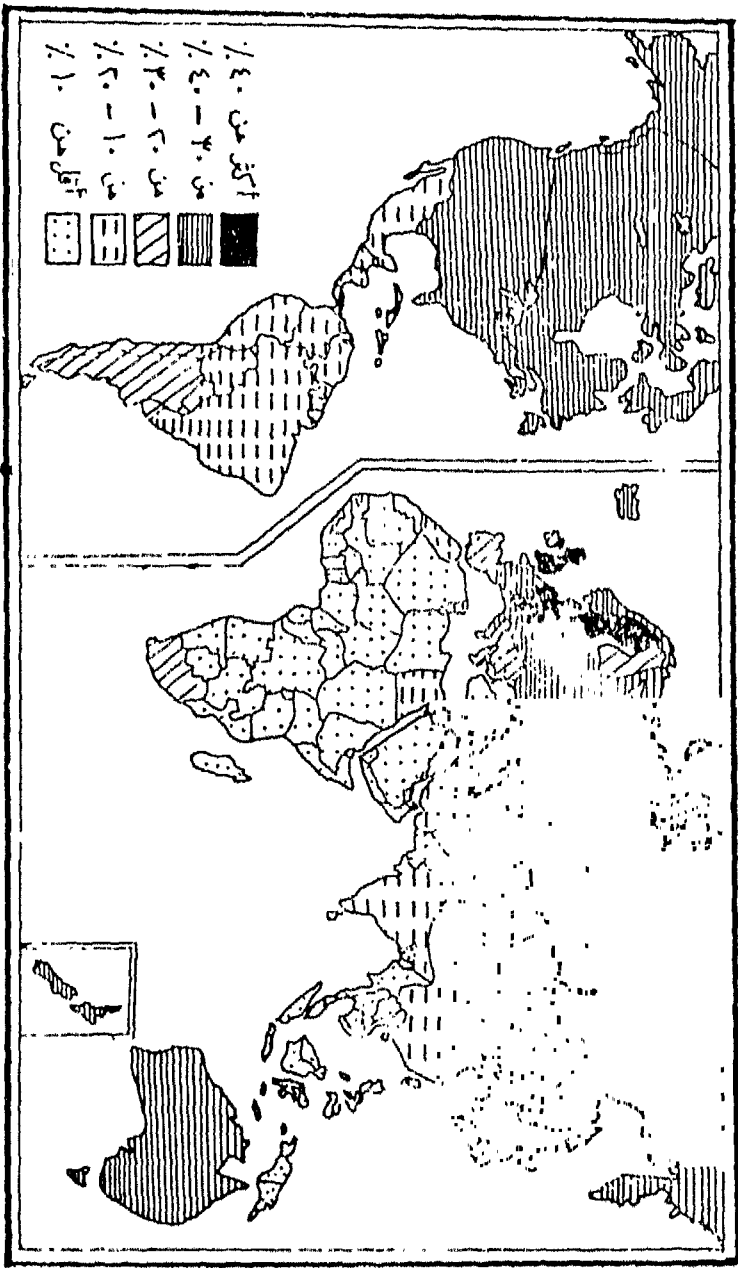 أكثر من ٤٠ ٪
من ٣٠ — ٤٠ ٪
من ٢٠ — ٣٠ ٪
من ١٠ — ٢٠ ٪
أقل من ١٠ ٪